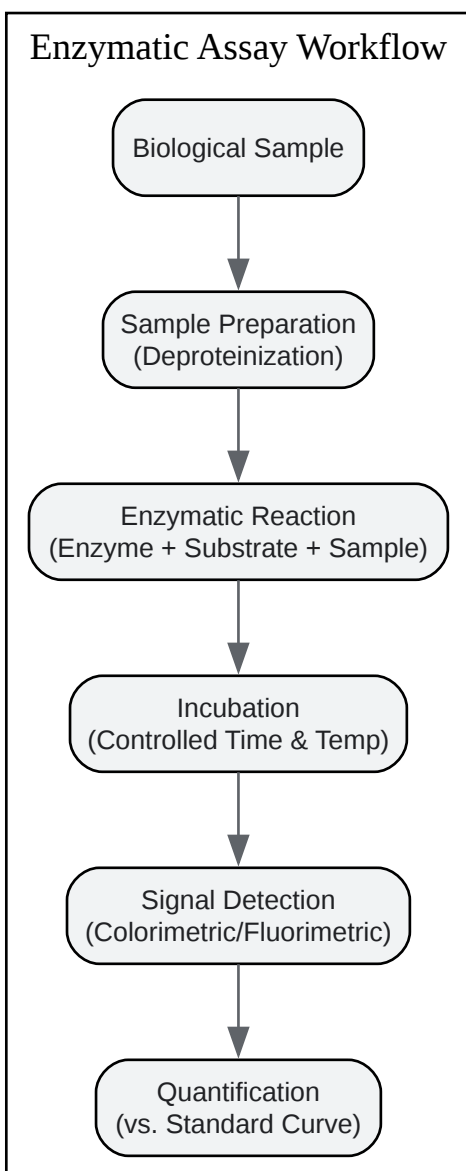 Enzymatic Assay Workflow
Biological Sample
Sample Preparation
(Deproteinization)
Enzymatic Reaction
(Enzyme + Substrate + Sample)
Incubation
(Controlled Time & Temp)
Signal Detection
(Colorimetric/Fluorimetric)
Quantification
(vs. Standard Curve)